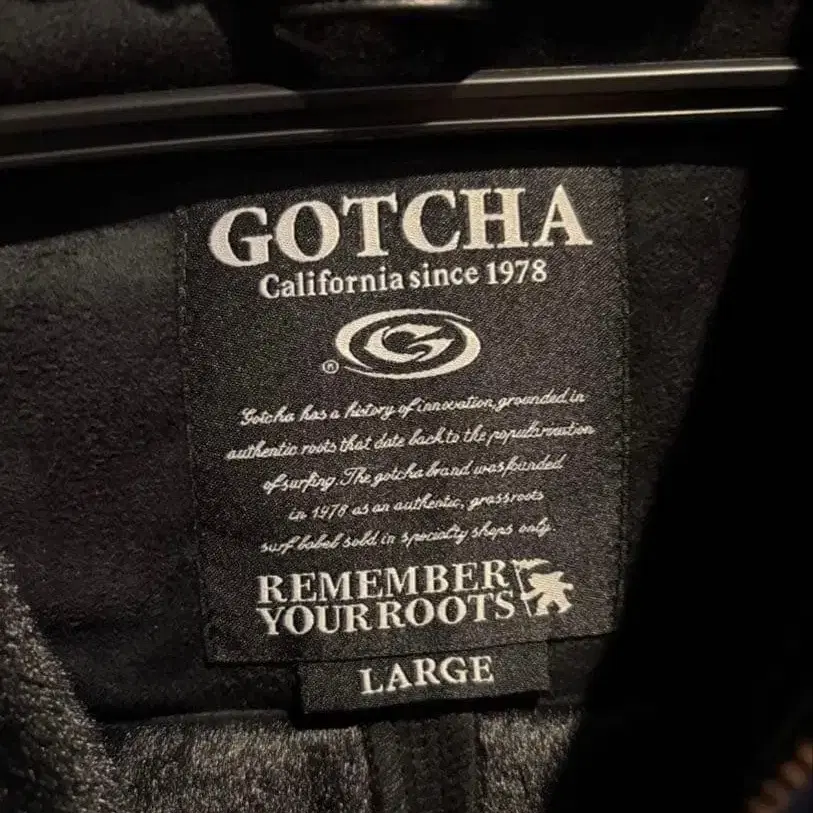 GOTCHA
California since 1978
G
®
Gotcha has a history of innovation, grounded in
authentic roots that date back to the popularization
of surfing. The gotcha brand was founded
in 1978 as an authentic, grassroots
surf babel sold in specialty shops only.
REMEMBER
YOUR ROOTS
LARGE